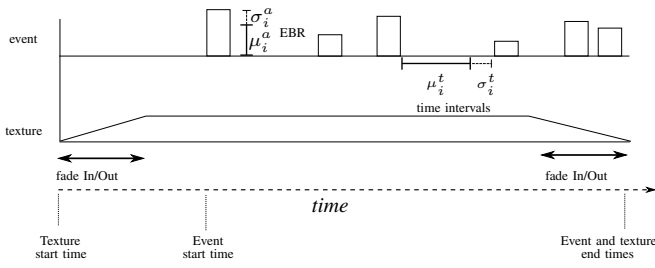 event
σ_i^a
μ_i^a
EBR
μ_i^t
σ_i^t
time intervals
texture
fade In/Out
fade In/Out
time
Texture
start time
Event
start time
Event and texture
end times